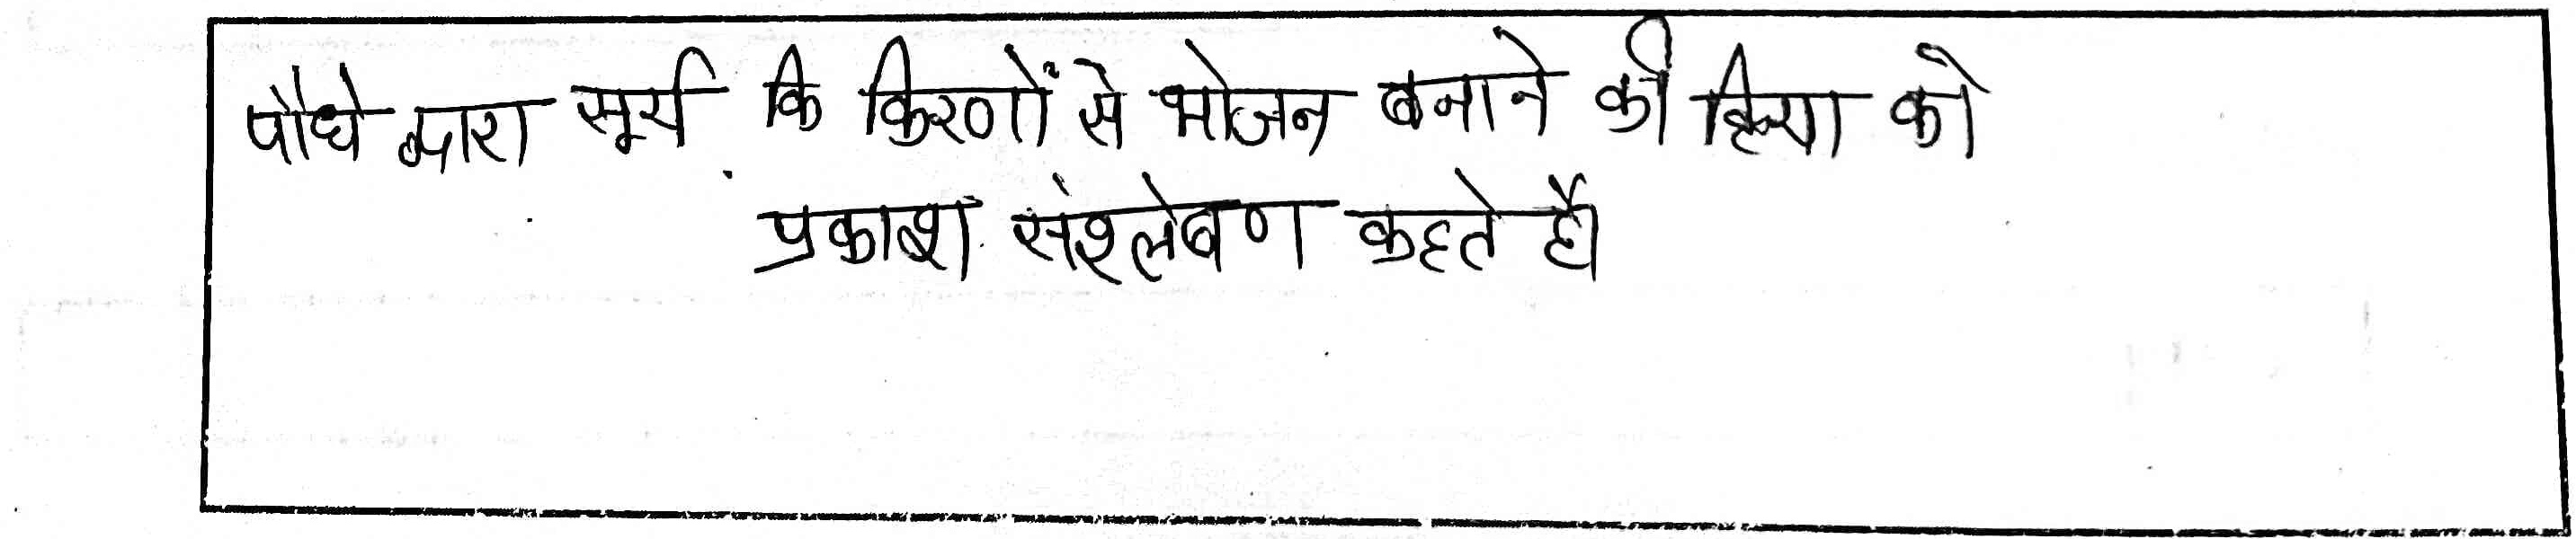 पौधे द्वारा सूर्य कि किरणों से भोजन बनाने की क्रिया को
प्रकाश संश्लेषण कहते है।